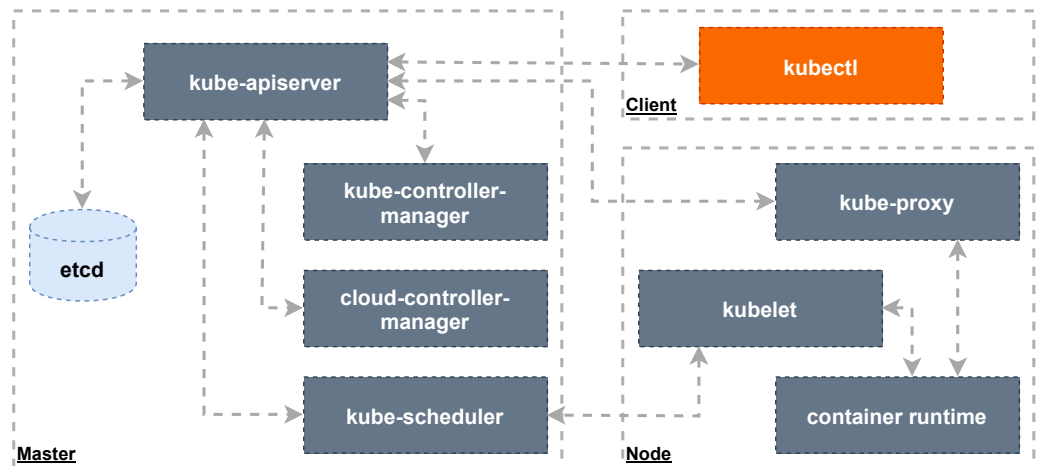 kube-apiserver
kubectl
Client
kube-controller-
manager
kube-proxy
etcd
cloud-controller-
manager
kubelet
kube-scheduler
container runtime
Master
Node